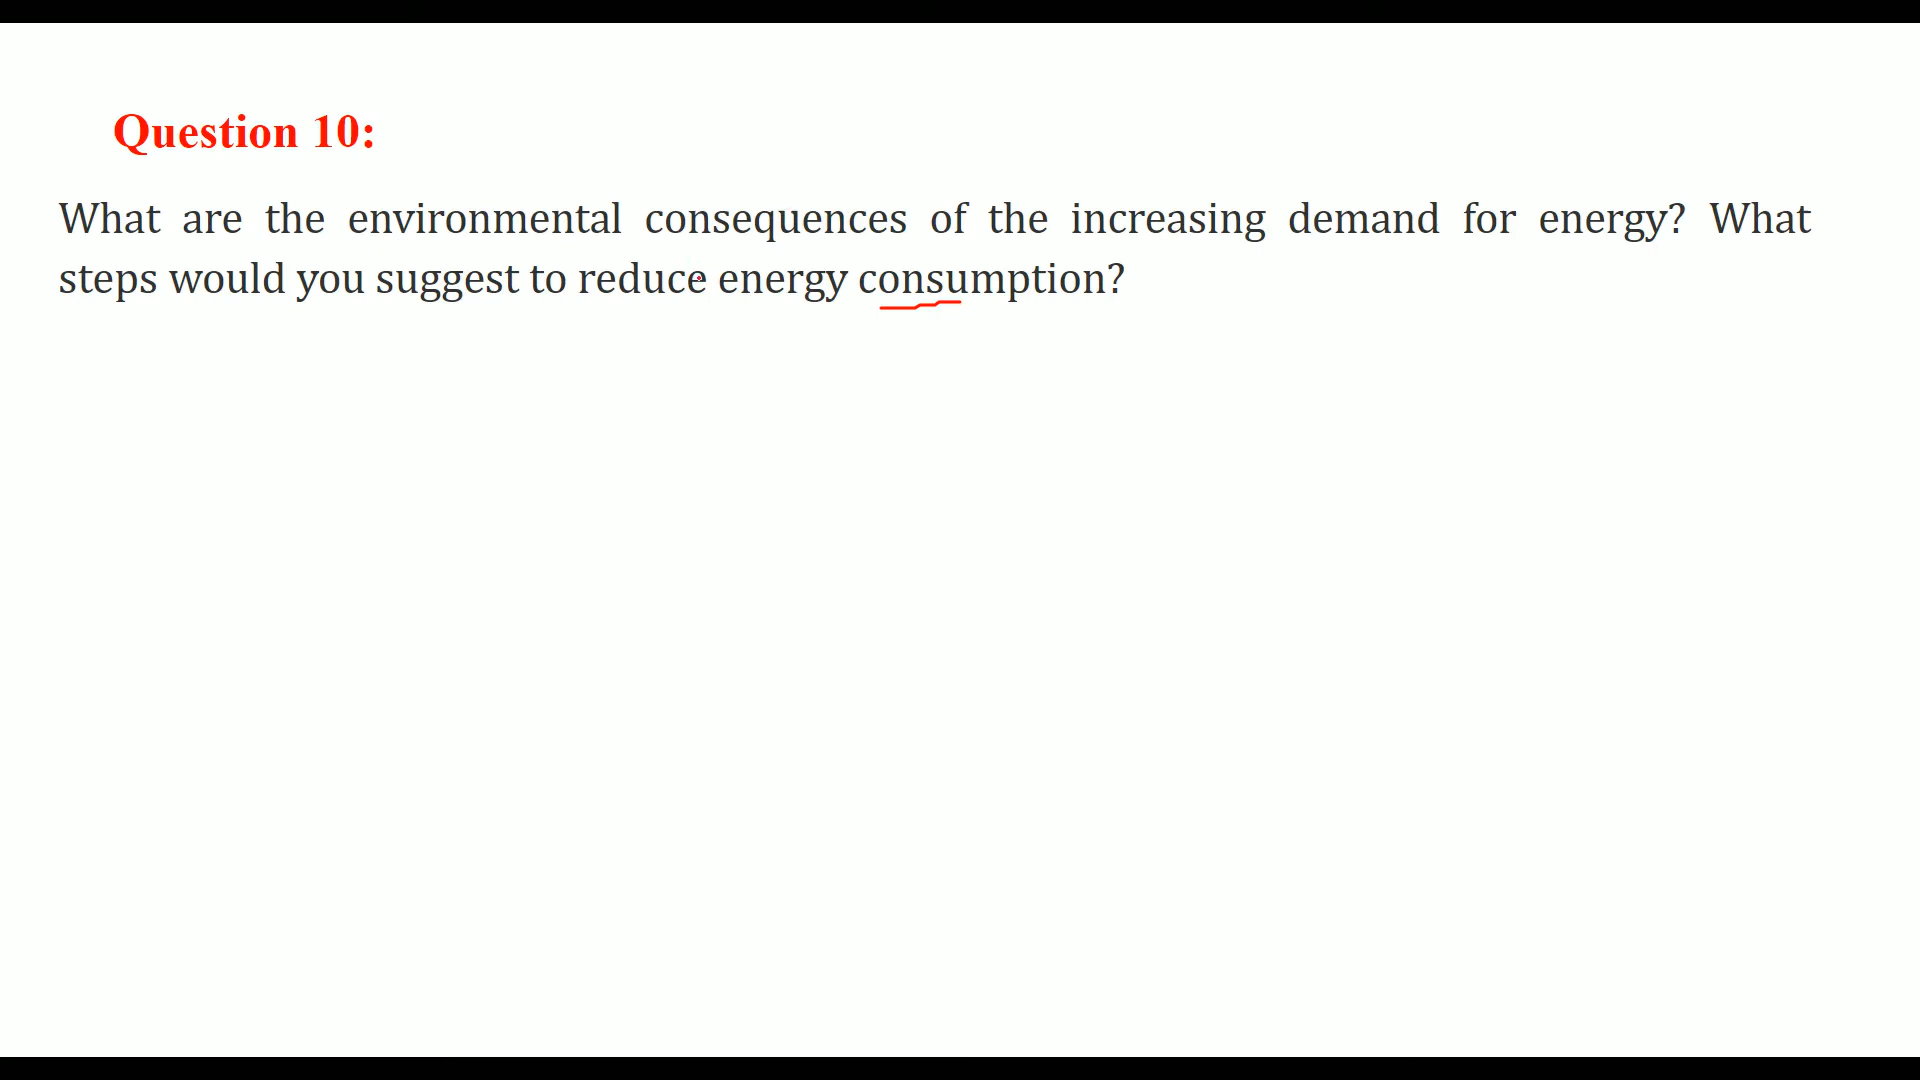 Question 10:
What are the environmental consequences of the increasing demand for energy? What
steps would you suggest to reduce energy consumption?